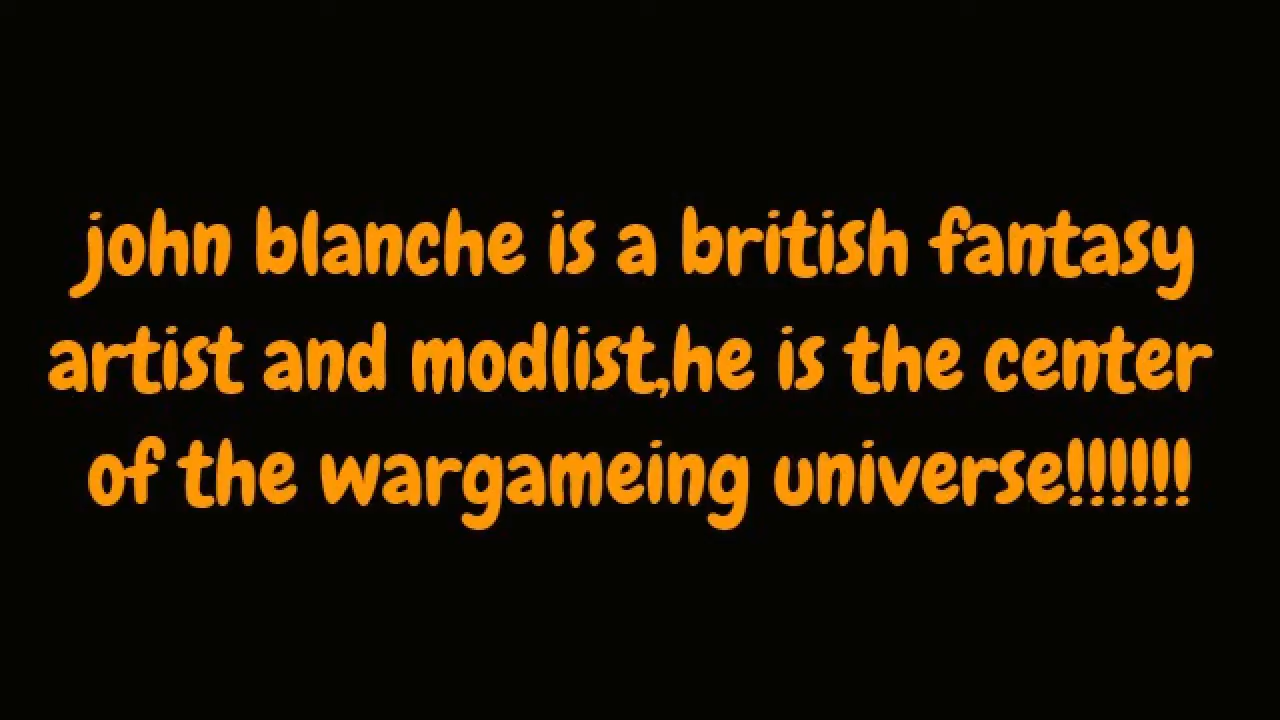 john blanche is a british fantasy
artist and modlist,he is the center
of the wargameing universe!!!!!!